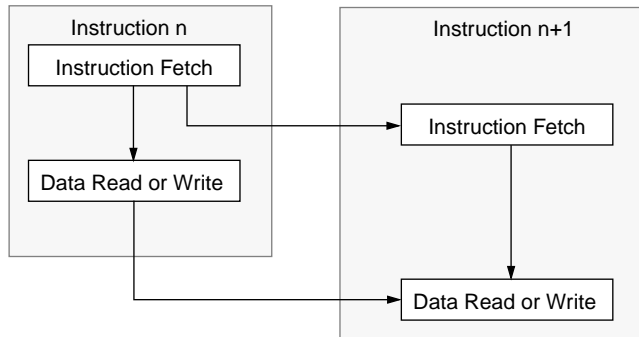 Instruction n
Instruction Fetch
Data Read or Write
Instruction n+1
Instruction Fetch
Data Read or Write